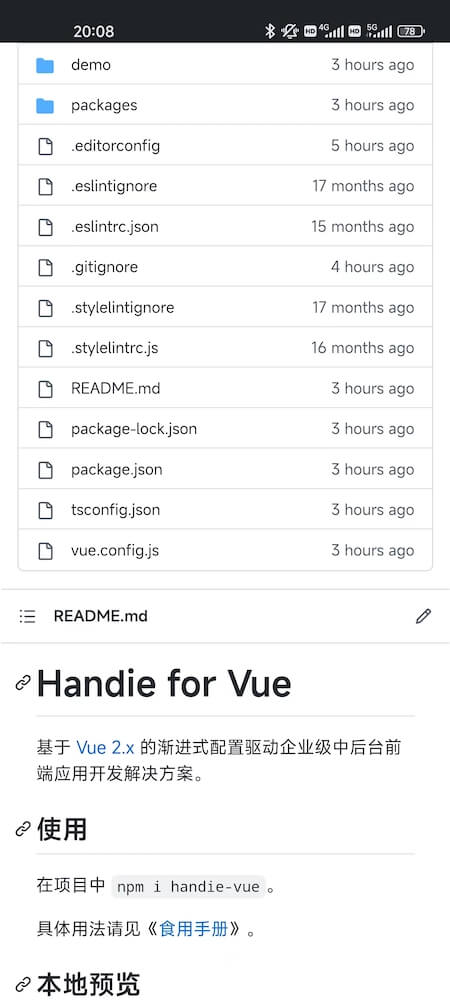 20:08 HD 4G HD 5G 78
demo 3 hours ago
packages 3 hours ago
.editorconfig 5 hours ago
.eslintignore 17 months ago
.eslintrc.json 15 months ago
.gitignore 4 hours ago
.stylelintignore 17 months ago
.stylelintrc.js 16 months ago
README.md 3 hours ago
package-lock.json 3 hours ago
package.json 3 hours ago
tsconfig.json 3 hours ago
vue.config.js 3 hours ago
README.md
Handie for Vue
基于 Vue 2.x 的渐进式配置驱动企业级中后台前
端应用开发解决方案。
使用
在项目中 npm i handie-vue 。
具体用法请见《食用手册》。
本地预览